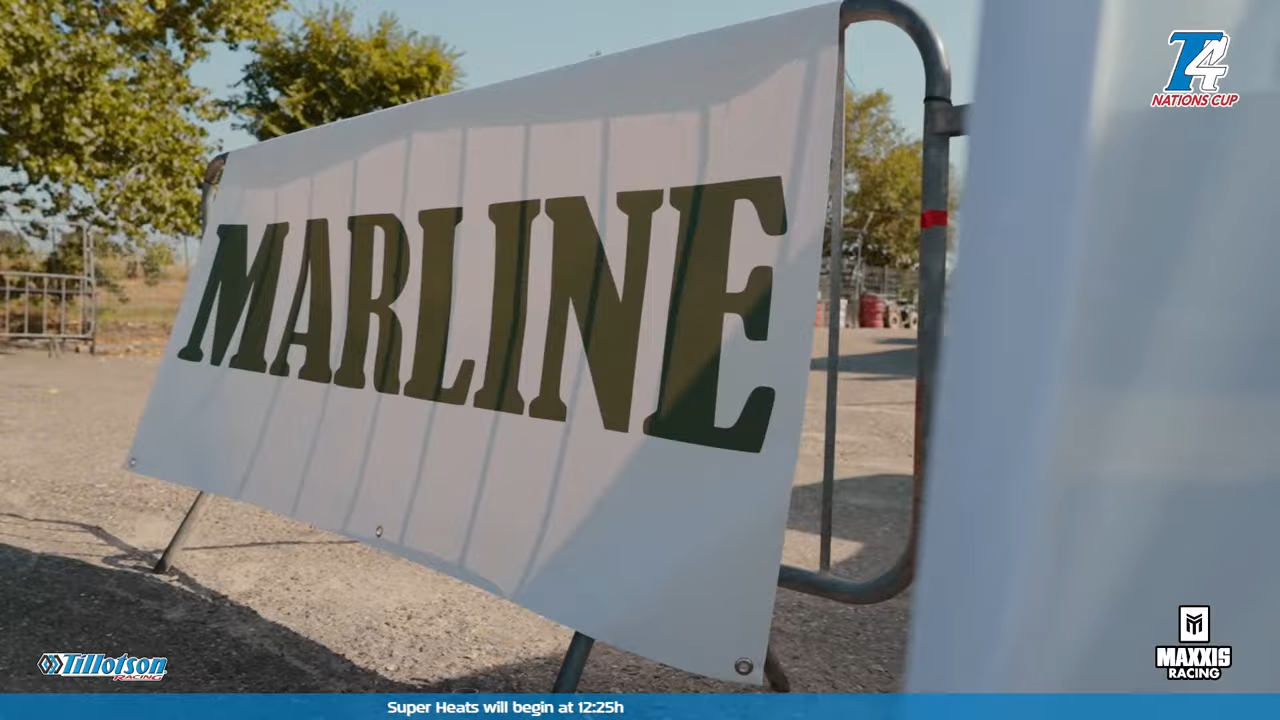 T4
NATIONS CUP
MARLINE
Tillotson
RACING
MAXXIS
RACING
Super Heats will begin at 12:25h